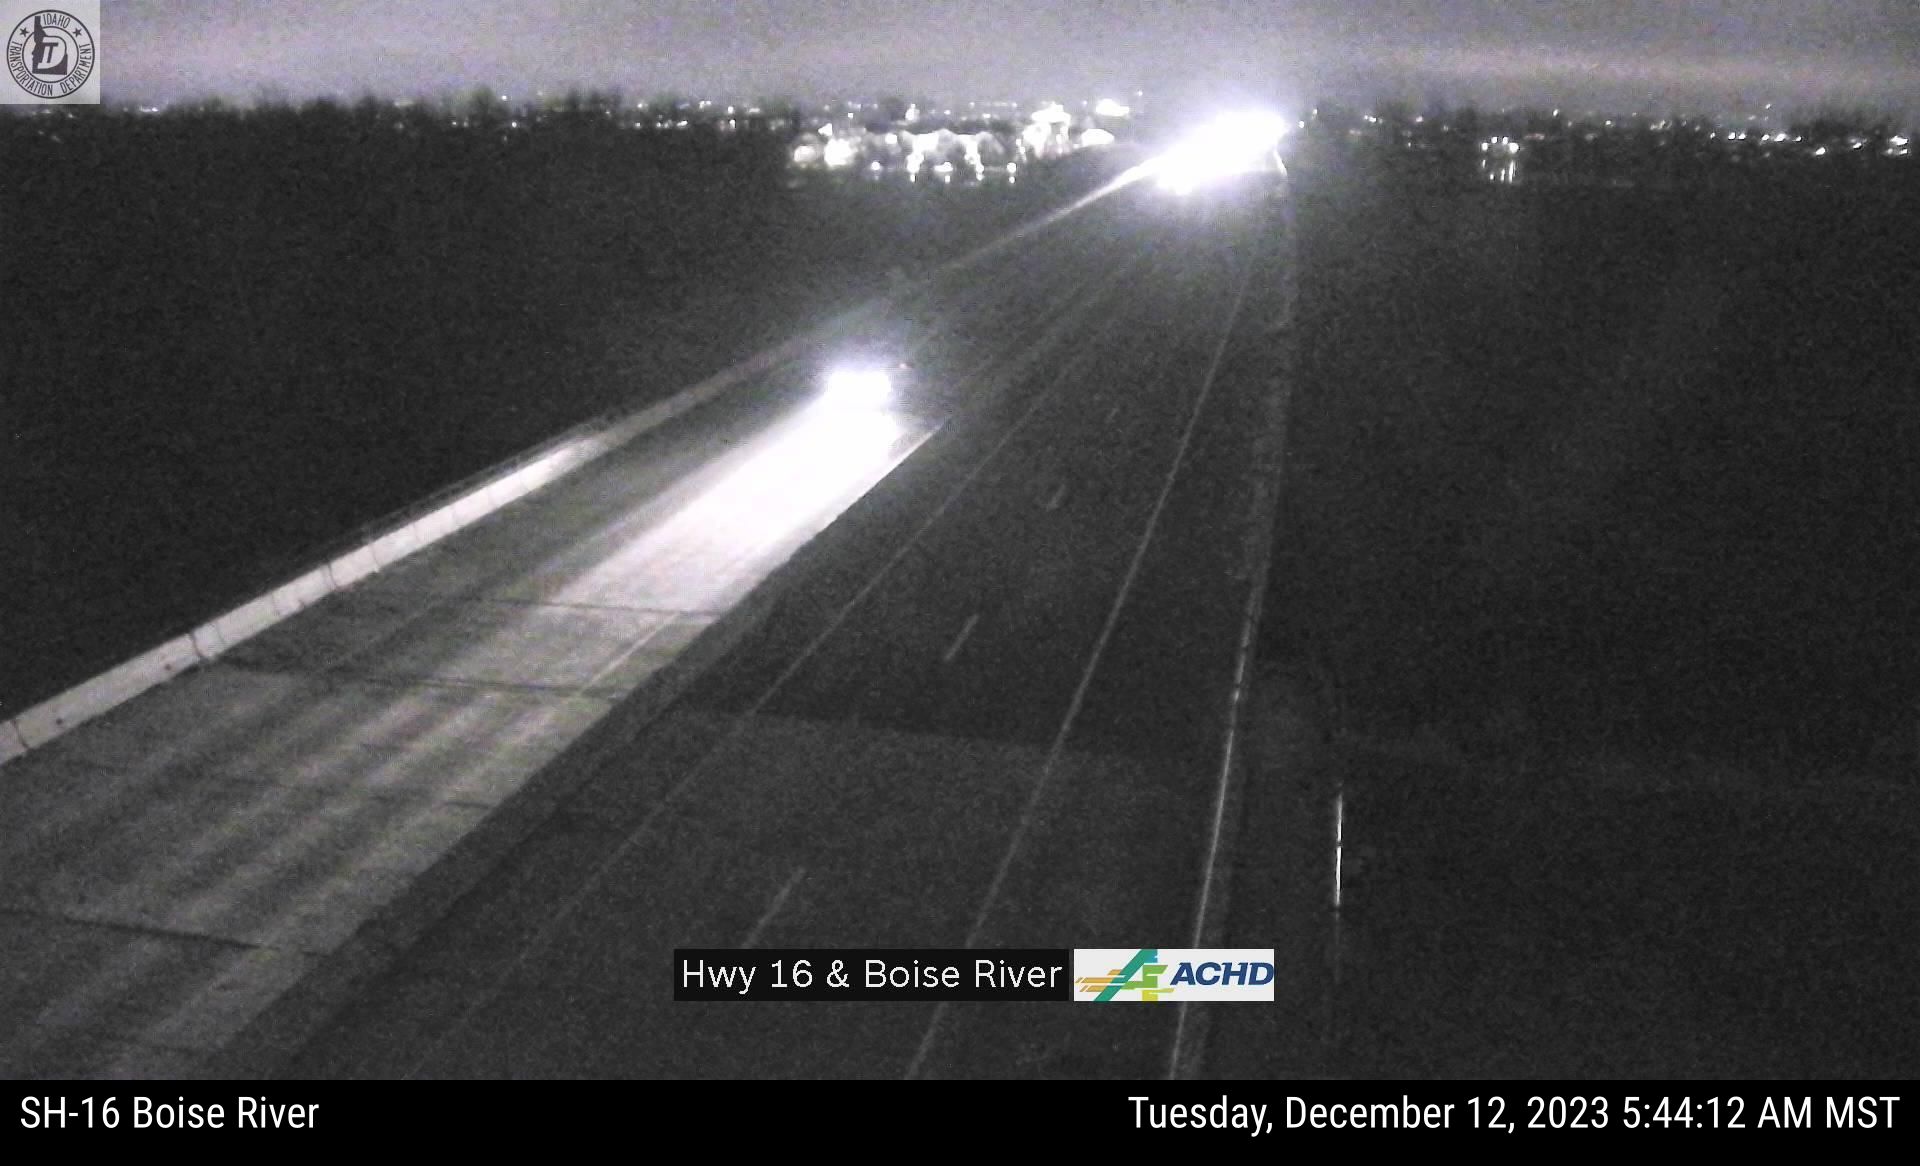 IDAHO
TRANSPORTATION DEPARTMENT
Hwy 16 & Boise River
ACHD
SH-16 Boise River
Tuesday, December 12, 2023 5:44:12 AM MST